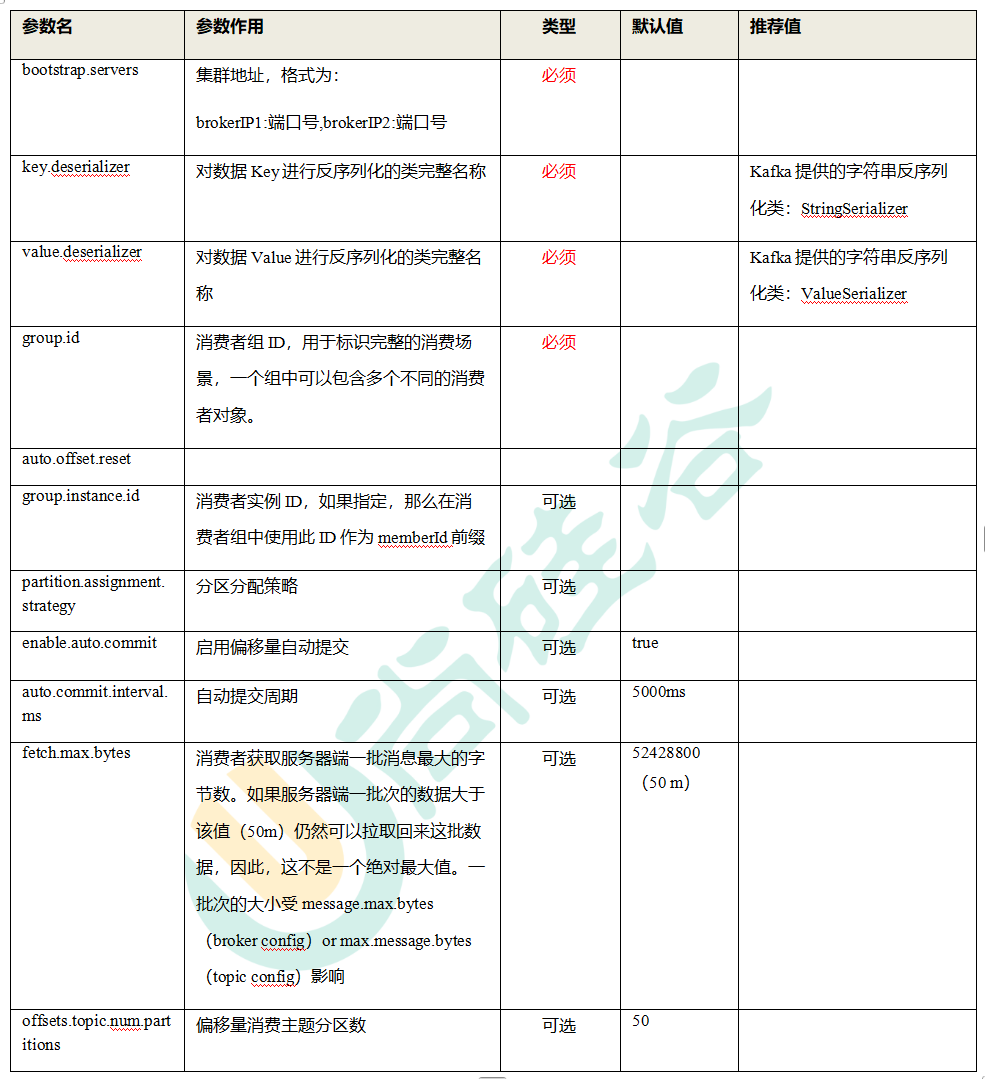 参数名 参数作用 类型 默认值 推荐值
bootstrap.servers 集群地址，格式为： 必须
brokerIP1:端口号,brokerIP2:端口号
key.deserializer 对数据 Key 进行反序列化的类完整名称 必须 Kafka 提供的字符串反序列
化类：StringSerializer
value.deserializer 对数据 Value 进行反序列化的类完整名 必须 Kafka 提供的字符串反序列
称 化类：ValueSerializer
group.id 消费者组 ID，用于标识完整的消费场 必须
景，一个组中可以包含多个不同的消费
者对象。
auto.offset.reset
group.instance.id 消费者实例 ID，如果指定，那么在消 可选
费者组中使用此 ID 作为 memberId 前缀
partition.assignment. 分区分配策略 可选
strategy
enable.auto.commit 启用偏移量自动提交 可选 true
auto.commit.interval. 自动提交周期 可选 5000ms
ms
fetch.max.bytes 消费者获取服务器端一批消息最大的字 可选 52428800
节数。如果服务器端一批次的数据大于 （50 m）
该值（50m）仍然可以拉取回来这批数
据，因此，这不是一个绝对最大值。一
批次的大小受 message.max.bytes
（broker config）or max.message.bytes
（topic config）影响
offsets.topic.num.part 偏移量消费主题分区数 可选 50
itions
尚硅谷